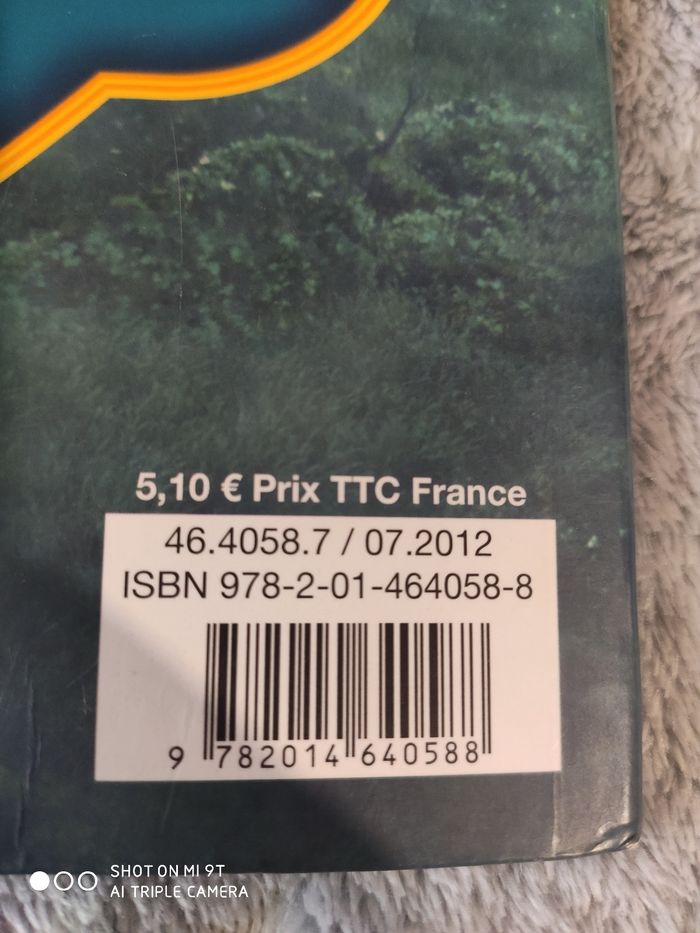 5,10 € Prix TTC France
46.4058.7 / 07.2012
ISBN 978-2-01-464058-8
9 782014 640588
SHOT ON MI 9T
AI TRIPLE CAMERA